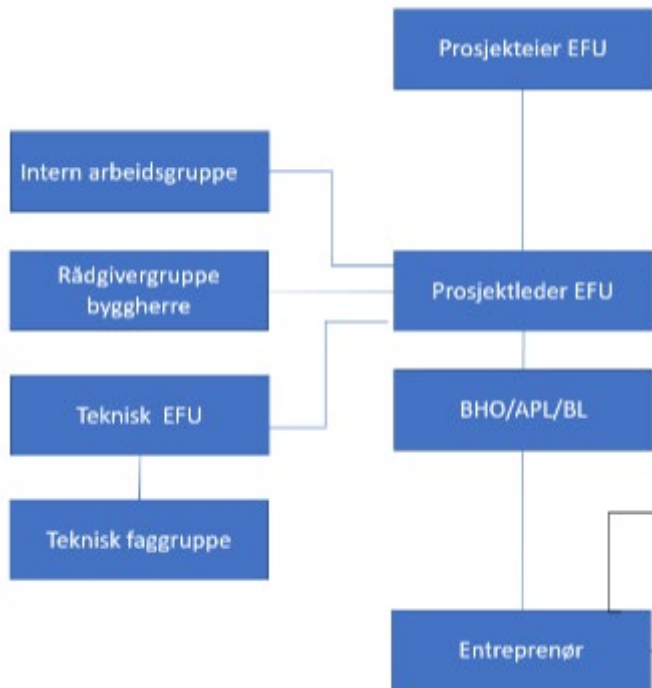 Prosjekteier EFU
Intern arbeidsgruppe
Rådgivergruppe
byggherre
Prosjektleder EFU
Teknisk EFU
BHO/APL/BL
Teknisk faggruppe
Entreprenør